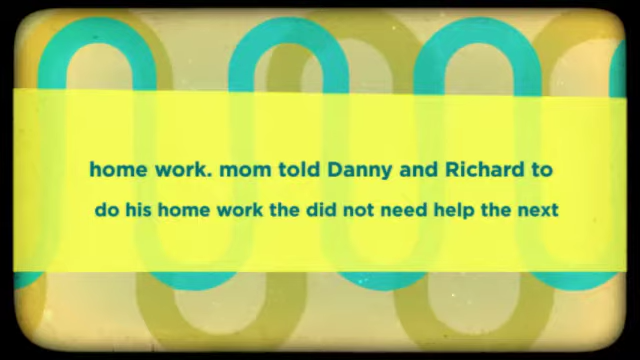 home work. mom told Danny and Richard to
do his home work the did not need help the next